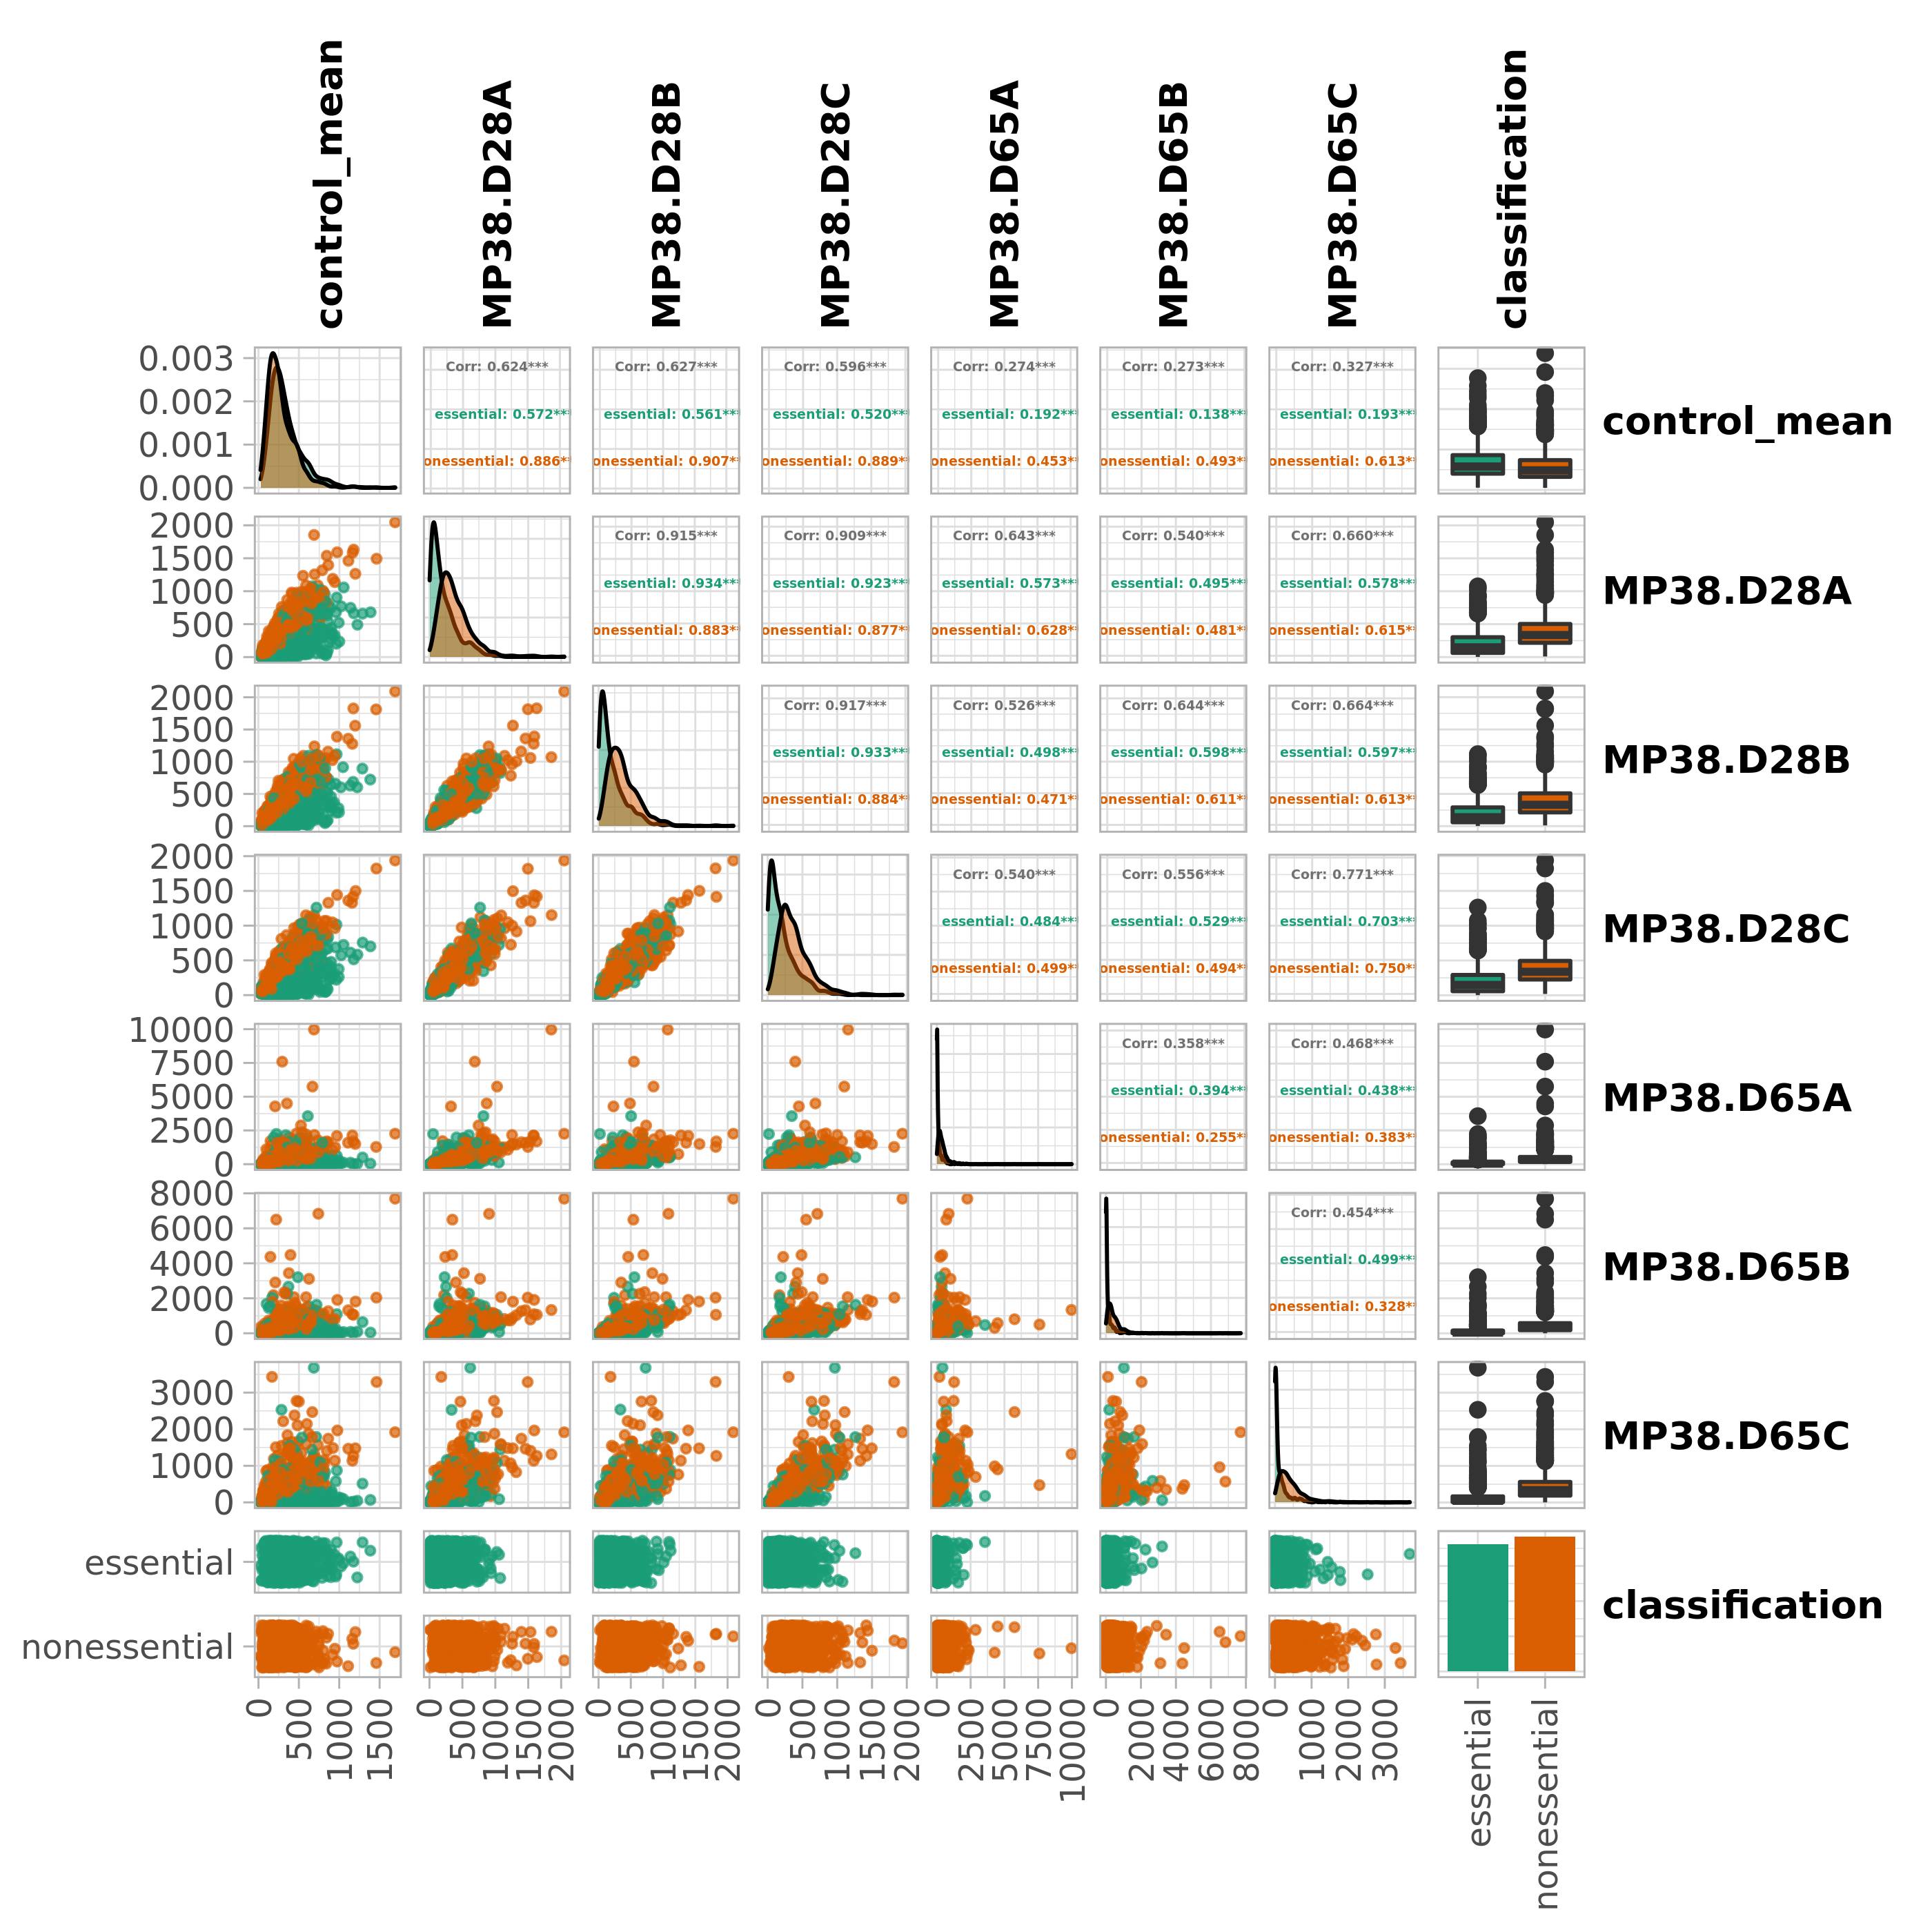 control_mean
MP38.D28A
MP38.D28B
MP38.D28C
MP38.D65A
MP38.D65B
MP38.D65C
classification
0.003
0.002
0.001
0.000
Corr: 0.624***
Corr: 0.627***
Corr: 0.596***
Corr: 0.274***
Corr: 0.273***
Corr: 0.327***
essential: 0.572***
essential: 0.561***
essential: 0.520***
essential: 0.192***
essential: 0.138***
essential: 0.193***
onessential: 0.886**
onessential: 0.907**
onessential: 0.889**
onessential: 0.453**
onessential: 0.493**
onessential: 0.613**
control_mean
2000
1500
1000
500
0
Corr: 0.915***
Corr: 0.909***
Corr: 0.643***
Corr: 0.540***
Corr: 0.660***
essential: 0.934***
essential: 0.923***
essential: 0.573***
essential: 0.495***
essential: 0.578***
onessential: 0.883**
onessential: 0.877**
onessential: 0.628**
onessential: 0.481**
onessential: 0.615**
MP38.D28A
2000
1500
1000
500
0
Corr: 0.917***
Corr: 0.526***
Corr: 0.644***
Corr: 0.664***
essential: 0.933***
essential: 0.498***
essential: 0.598***
essential: 0.597***
onessential: 0.884**
onessential: 0.471**
onessential: 0.611**
onessential: 0.613**
MP38.D28B
2000
1500
1000
500
0
Corr: 0.540***
Corr: 0.556***
Corr: 0.771***
essential: 0.484***
essential: 0.529***
essential: 0.703***
onessential: 0.499**
onessential: 0.494**
onessential: 0.750**
MP38.D28C
10000
7500
5000
2500
0
Corr: 0.358***
Corr: 0.468***
essential: 0.394***
essential: 0.438***
onessential: 0.255**
onessential: 0.383**
MP38.D65A
8000
6000
4000
2000
0
Corr: 0.454***
essential: 0.499***
onessential: 0.328**
MP38.D65B
3000
2000
1000
0
MP38.D65C
essential
nonessential
classification
0
500
1000
1500
0
500
1000
1500
2000
0
500
1000
1500
2000
0
500
1000
1500
2000
0
2500
5000
7500
10000
0
2000
4000
6000
8000
0
1000
2000
3000
essential
nonessential